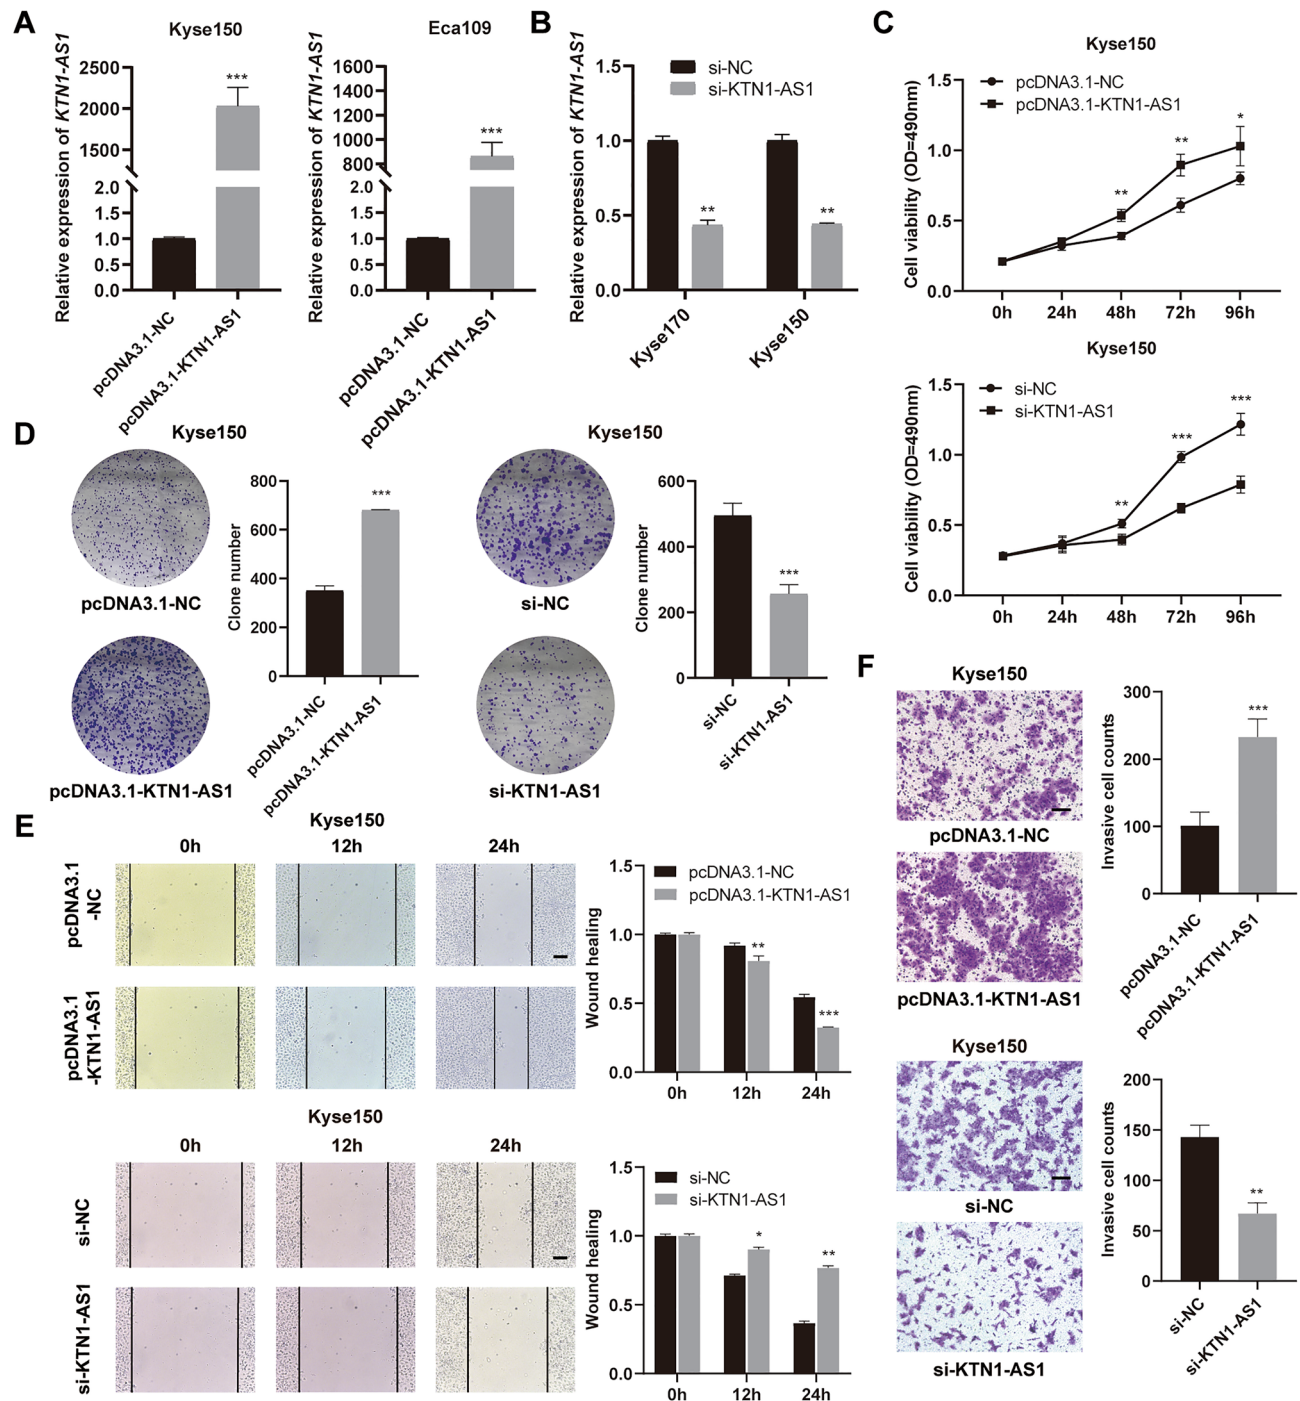 A
Kyse150
Relative expression of KTN1-AS1
2500
2000
1500
2.0
1.5
1.0
0.5
0.0
***
pcDNA3.1-NC
pcDNA3.1-KTN1-AS1
Eca109
Relative expression of KTN1-AS1
1600
1400
1200
1000
800
2.0
1.5
1.0
0.5
0.0
***
pcDNA3.1-NC
pcDNA3.1-KTN1-AS1
B
Relative expression of KTN1-AS1
1.5
1.0
0.5
0.0
si-NC
si-KTN1-AS1
**
**
Kyse170
Kyse150
C
Kyse150
Cell viability (OD=490nm)
1.5
1.0
0.5
0.0
pcDNA3.1-NC
pcDNA3.1-KTN1-AS1
**
**
*
0h 24h 48h 72h 96h
Kyse150
Cell viability (OD=490nm)
1.5
1.0
0.5
0.0
si-NC
si-KTN1-AS1
**
***
***
0h 24h 48h 72h 96h
D
Kyse150
pcDNA3.1-NC
pcDNA3.1-KTN1-AS1
Clone number
800
600
400
200
0
***
pcDNA3.1-NC
pcDNA3.1-KTN1-AS1
Kyse150
si-NC
si-KTN1-AS1
Clone number
600
400
200
0
***
si-NC
si-KTN1-AS1
E
Kyse150
0h 12h 24h
pcDNA3.1
-NC
pcDNA3.1
-KTN1-AS1
Wound healing
1.5
1.0
0.5
0.0
pcDNA3.1-NC
pcDNA3.1-KTN1-AS1
**
***
0h 12h 24h
Kyse150
0h 12h 24h
si-NC
si-KTN1-AS1
Wound healing
1.5
1.0
0.5
0.0
si-NC
si-KTN1-AS1
*
**
0h 12h 24h
F
Kyse150
pcDNA3.1-NC
pcDNA3.1-KTN1-AS1
Invasive cell counts
300
200
100
0
***
pcDNA3.1-NC
pcDNA3.1-KTN1-AS1
Kyse150
si-NC
si-KTN1-AS1
Invasive cell counts
200
150
100
50
0
**
si-NC
si-KTN1-AS1